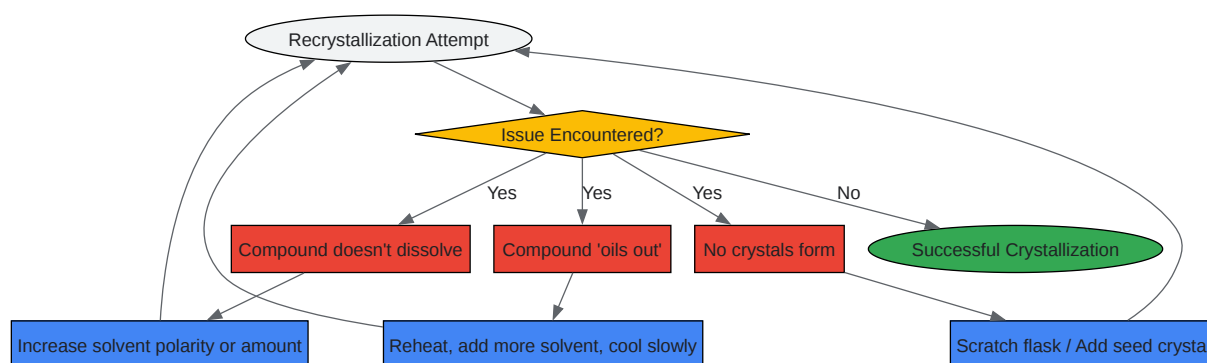 Recrystallization Attempt
Issue Encountered?
Yes
Yes
Yes
No
Compound doesn't dissolve
Compound 'oils out'
No crystals form
Successful Crystallization
Increase solvent polarity or amount
Reheat, add more solvent, cool slowly
Scratch flask / Add seed crysta